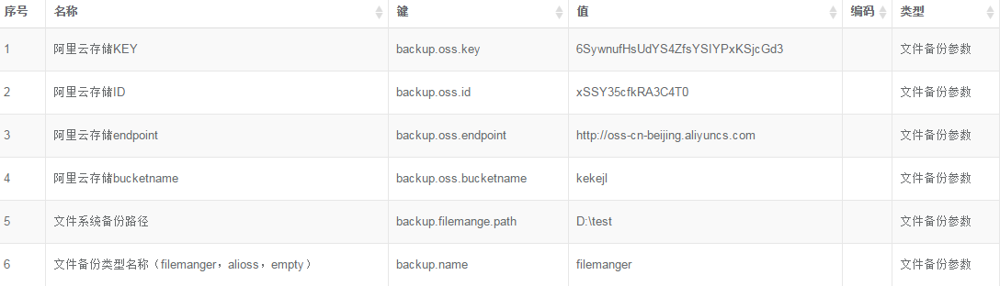 序号 名称 键 值 编码 类型
1 阿里云存储KEY backup.oss.key 6SywnufHsUdYS4ZfsYSIYPxKSjcGd3 文件备份参数
2 阿里云存储ID backup.oss.id xSSY35cfkRA3C4T0 文件备份参数
3 阿里云存储endpoint backup.oss.endpoint http://oss-cn-beijing.aliyuncs.com 文件备份参数
4 阿里云存储bucketname backup.oss.bucketname kekejl 文件备份参数
5 文件系统备份路径 backup.filemange.path D:\test 文件备份参数
6 文件备份类型名称（filemanger，alioss，empty） backup.name filemanger 文件备份参数